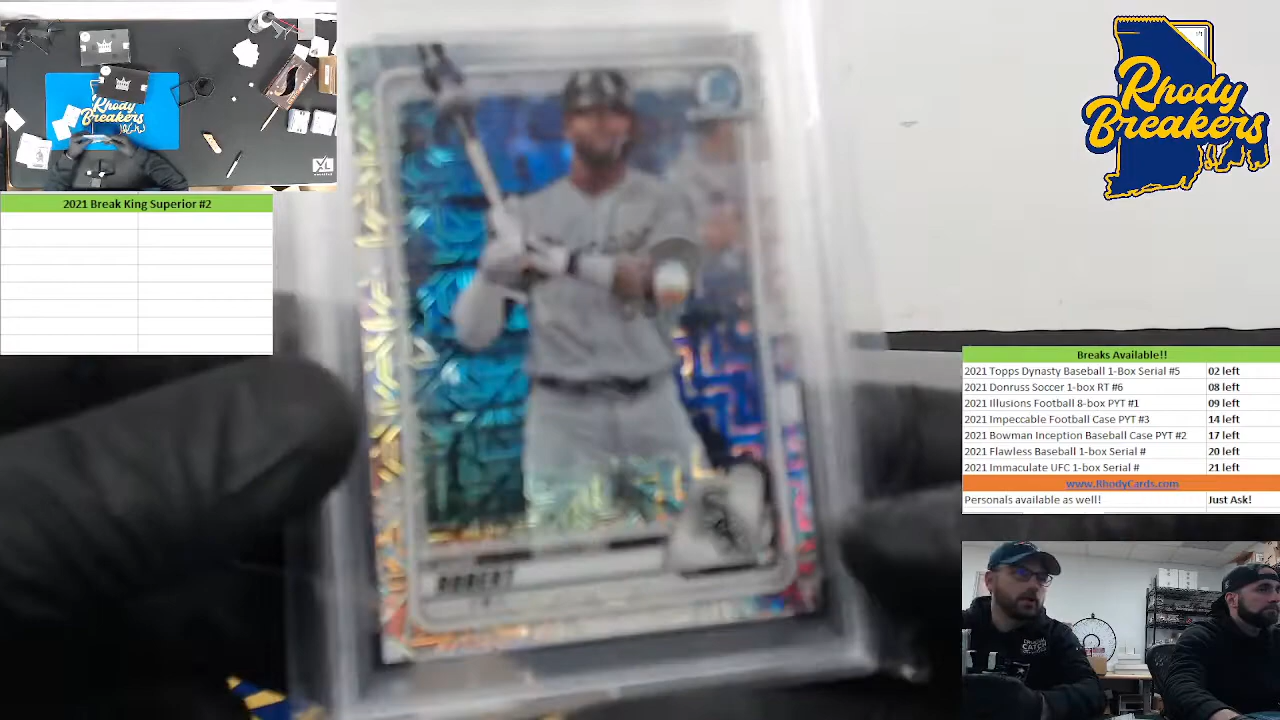 Rhody
Breakers
2021 Break King Superior #2
XL
ROBERT
Rhody
Breakers
Breaks Available!!
2021 Topps Dynasty Baseball 1-Box Serial #5 02 left
2021 Donruss Soccer 1-box RT #6 08 left
2021 Illusions Football 8-box PYT #1 09 left
2021 Impeccable Football Case PYT #3 14 left
2021 Bowman Inception Baseball Case PYT #2 17 left
2021 Flawless Baseball 1-box Serial # 20 left
2021 Immaculate UFC 1-box Serial # 21 left
www.RhodyCards.com
Personals available as well! Just Ask!
CATCH